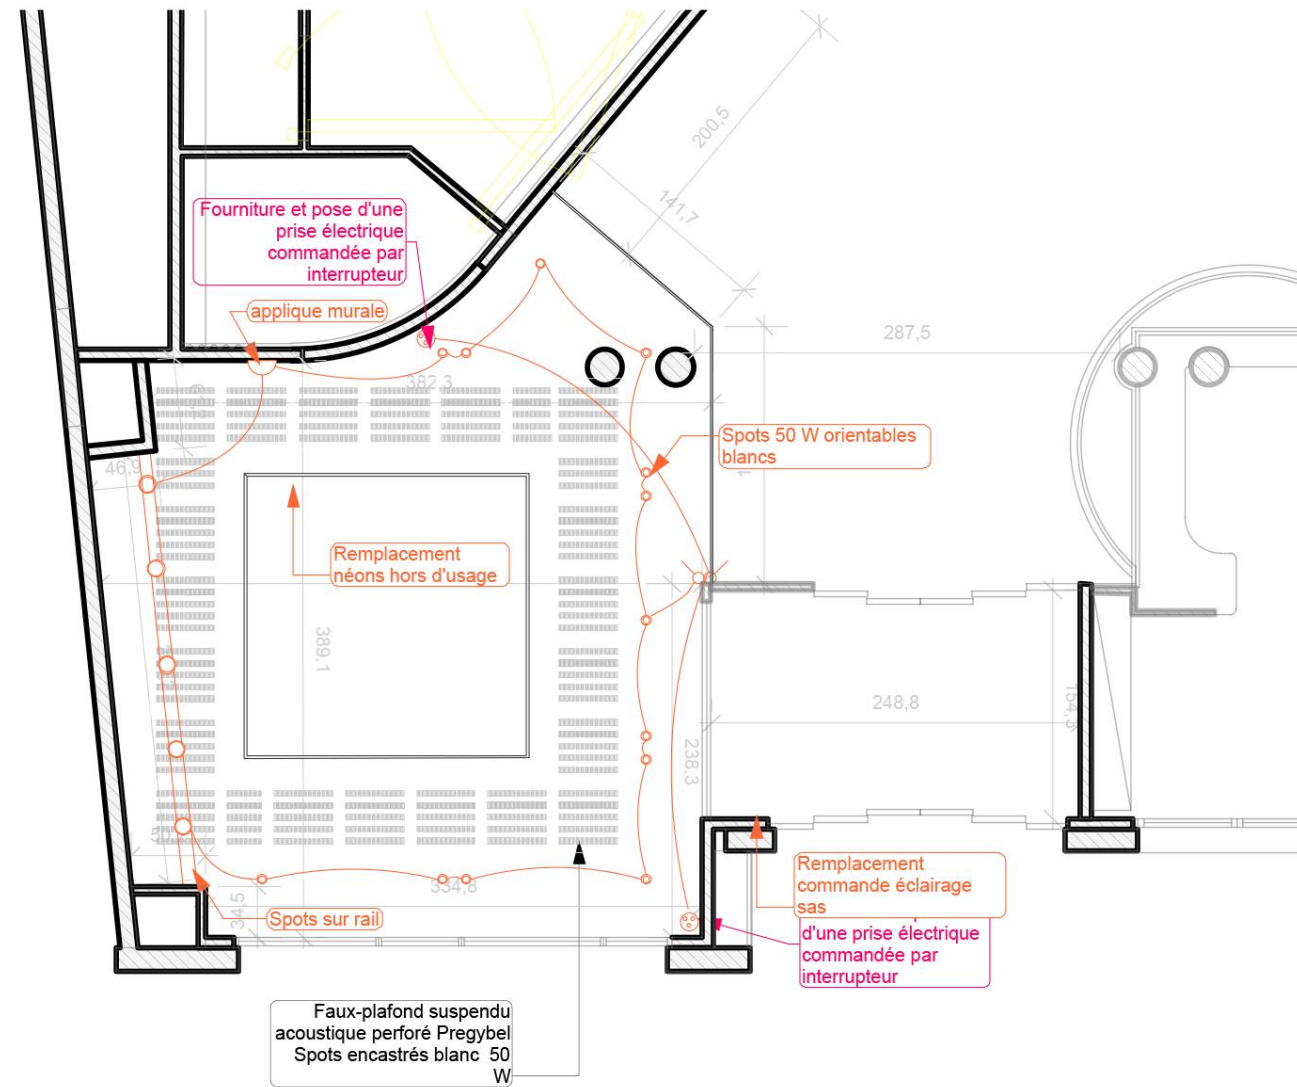 200,5
141,7
Fourniture et pose d'une
prise électrique
commandée par
interrupteur
applique murale
287,5
382,3
Spots 50 W orientables
blancs
46,9
Remplacement
néons hors d'usage
389,1
248,8
154,3
238,3
Remplacement
commande éclairage
sas
d'une prise électrique
commandée par
interrupteur
334,8
34,5
Spots sur rail
Faux-plafond suspendu
acoustique perforé Pregybel
Spots encastrés blanc 50
W